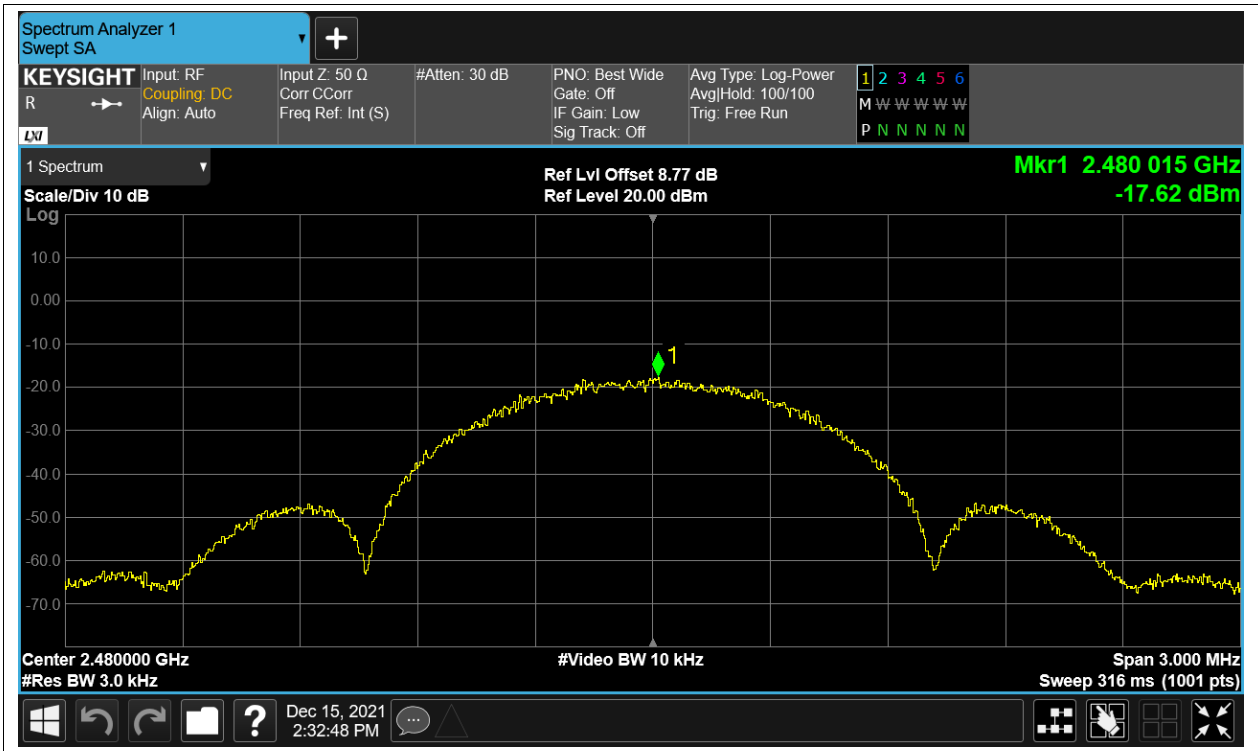 Spectrum Analyzer 1
Swept SA
+
KEYSIGHT
R
LXI
Input: RF
Coupling: DC
Align: Auto
Input Z: 50 Ω
Corr CCorr
Freq Ref: Int (S)
#Atten: 30 dB
PNO: Best Wide
Gate: Off
IF Gain: Low
Sig Track: Off
Avg Type: Log-Power
Avg|Hold: 100/100
Trig: Free Run
1 2 3 4 5 6
M W W W W W
P N N N N N
1 Spectrum
Scale/Div 10 dB
Log
Ref Lvl Offset 8.77 dB
Ref Level 20.00 dBm
Mkr1 2.480 015 GHz
-17.62 dBm
10.0
0.00
-10.0
1
-20.0
-30.0
-40.0
-50.0
-60.0
-70.0
Center 2.480000 GHz
#Res BW 3.0 kHz
#Video BW 10 kHz
Span 3.000 MHz
Sweep 316 ms (1001 pts)
?
Dec 15, 2021
2:32:48 PM